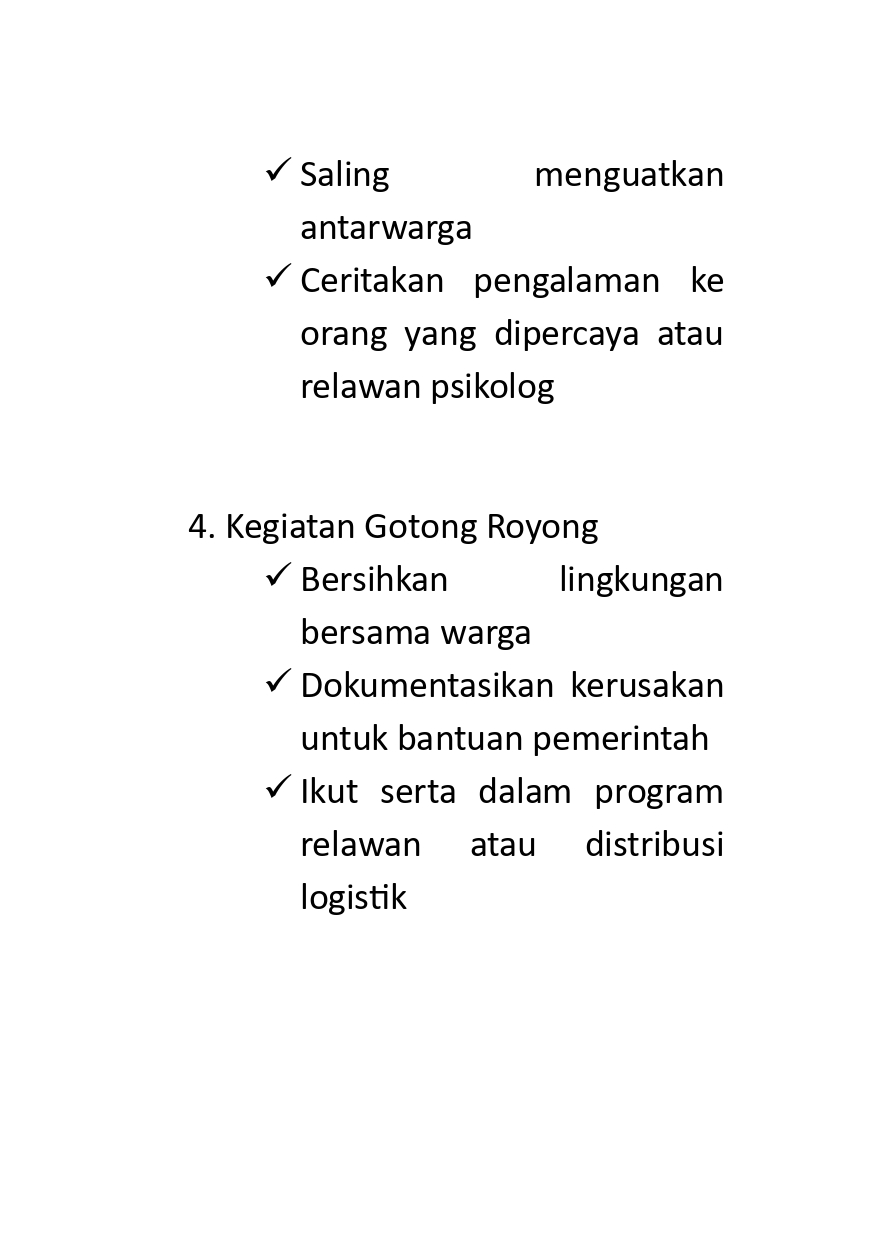 ✓ Saling menguatkan
antarwarga
✓ Ceritakan pengalaman ke
orang yang dipercaya atau
relawan psikolog
4. Kegiatan Gotong Royong
✓ Bersihkan lingkungan
bersama warga
✓ Dokumentasikan kerusakan
untuk bantuan pemerintah
✓ Ikut serta dalam program
relawan atau distribusi
logistik